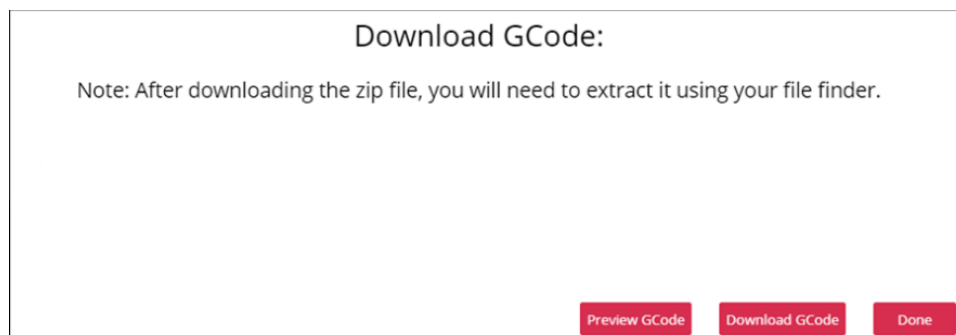 Download GCode:
Note: After downloading the zip file, you will need to extract it using your file finder.
Preview GCode
Download GCode
Done